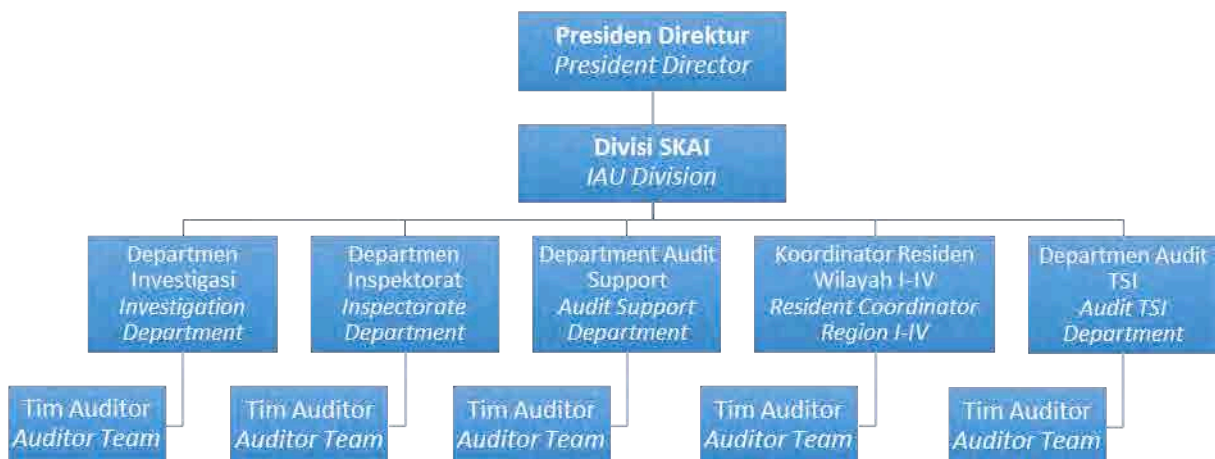 Presiden Direktur
President Director
Divisi SKAI
IAU Division
Departmen
Investigasi
Investigation
Department
Departmen
Inspektorat
Inspectorate
Department
Department Audit
Support
Audit Support
Department
Koordinator Residen
Wilayah I-IV
Resident Coordinator
Region I-IV
Departmen Audit
TSI
Audit TSI
Department
Tim Auditor
Auditor Team
Tim Auditor
Auditor Team
Tim Auditor
Auditor Team
Tim Auditor
Auditor Team
Tim Auditor
Auditor Team